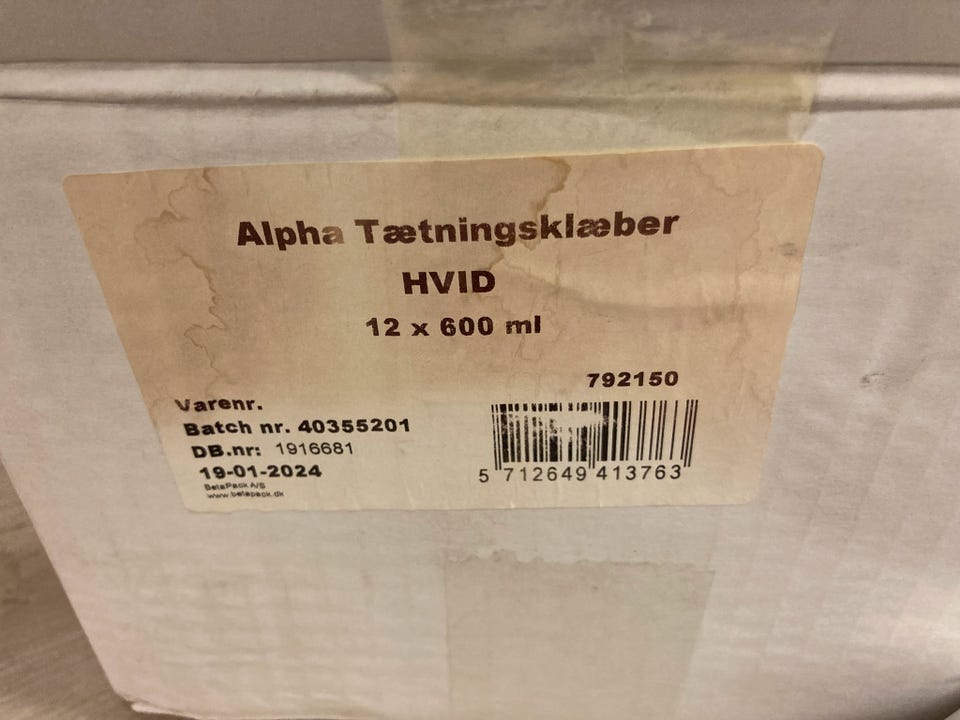 Alpha Tætningsklæber
HVID
12 x 600 ml
792150
Varenr.
Batch nr. 40355201
DB.nr: 1916681
19-01-2024
BetaPack A/S
www.betapack.dk
5 712649 413763